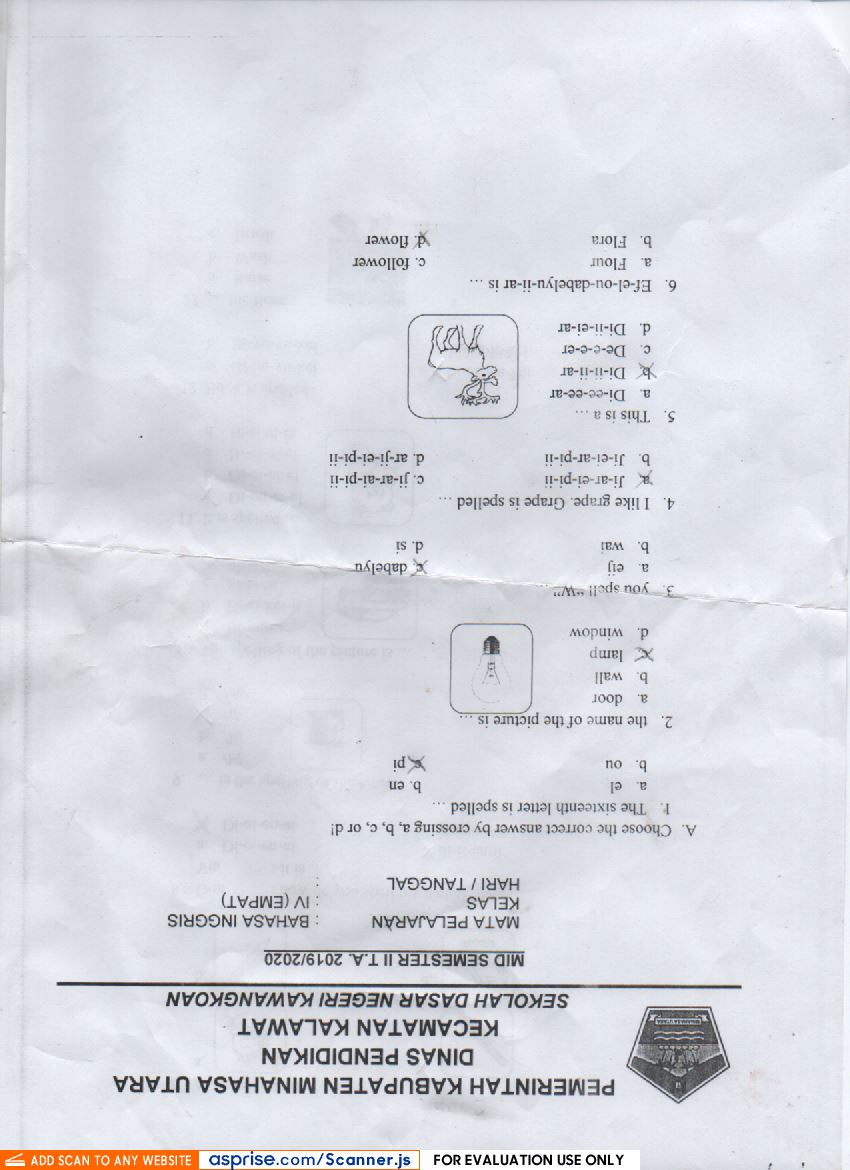 PEMERINTAH KABUPATEN MINAHASA UTARA
DINAS PENDIDIKAN
KECAMATAN KALAWAT
SEKOLAH DASAR NEGERI KAWANGKOAN
MID SEMESTER II T.A. 2019/2020
MATA PELAJARAN : BAHASA INGGRIS
KELAS : IV (EMPAT)
HARI / TANGGAL :
A. Choose the correct answer by crossing a, b, c, or d!
1. The sixteenth letter is spelled ...
a. el b. en
b. ou c. pi
2. the name of the picture is ...
a. door
b. wall
c. lamp
d. window
3. you spell "W"
a. eij c. dabelyu
b. wai d. si
4. I like grape. Grape is spelled ...
a. Ji-ar-ei-pi-ii c. ji-ar-ai-pi-ii
b. Ji-ei-ar-pi-ii d. ar-ji-ei-pi-ii
5. This is a ...
a. Di-ee-ee-ar
b. Di-ii-ii-ar
c. De-e-e-er
d. Di-ii-ei-ar
6. Ef-el-ou-dabelyu-ii-ar is ...
a. Flour c. follower
b. Flora d. flower
ADD SCAN TO ANY WEBSITE asprise.com/Scanner.js FOR EVALUATION USE ONLY